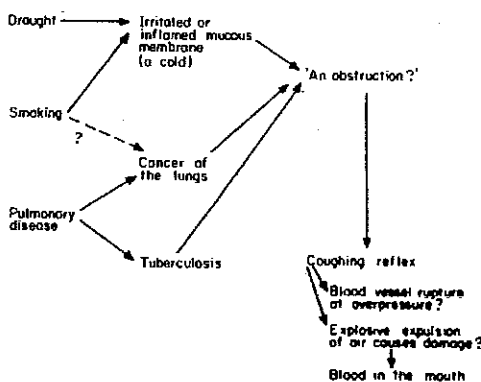 Draught
Irritated or
inflamed mucous
membrane
(a cold)
'An obstruction?'
Smoking
?
Cancer of
the lungs
Pulmonary
disease
Tuberculosis
Coughing reflex
Blood vessel rupture
at overpressure?
Explosive expulsion
of air causes damage?
Blood in the mouth